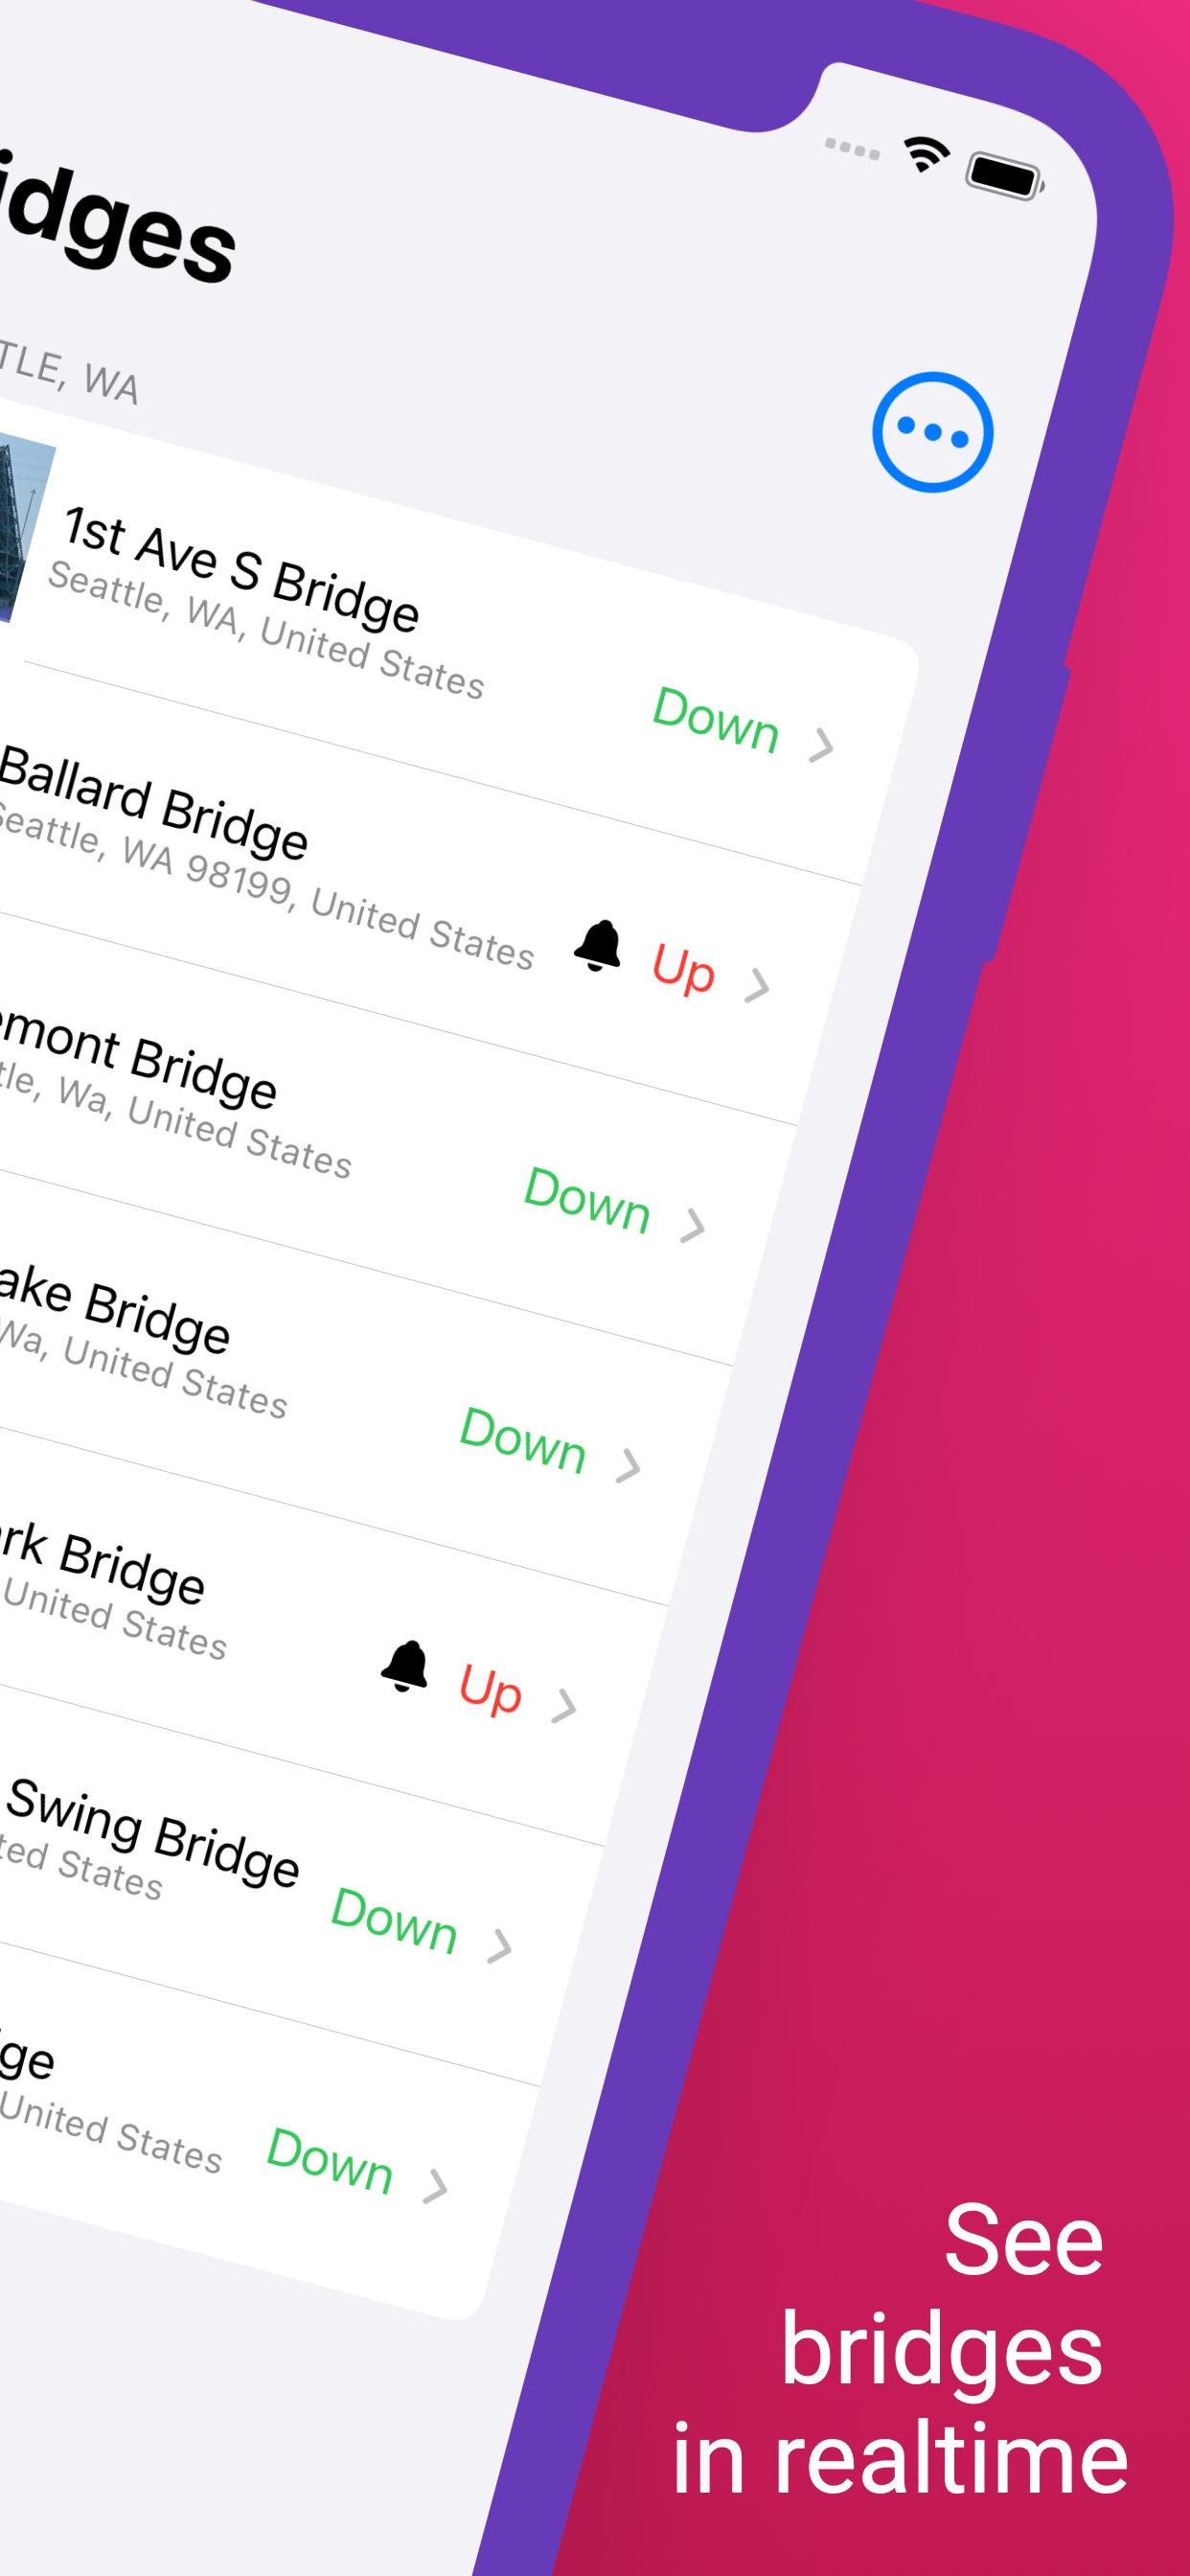 idges
TLE, WA
1st Ave S Bridge
Seattle, WA, United States
Down
Ballard Bridge
Seattle, WA 98199, United States
Up
emont Bridge
tle, Wa, United States
Down
ake Bridge
Wa, United States
Down
rk Bridge
United States
Up
Swing Bridge
ted States
Down
ge
United States
Down
See
bridges
in realtime